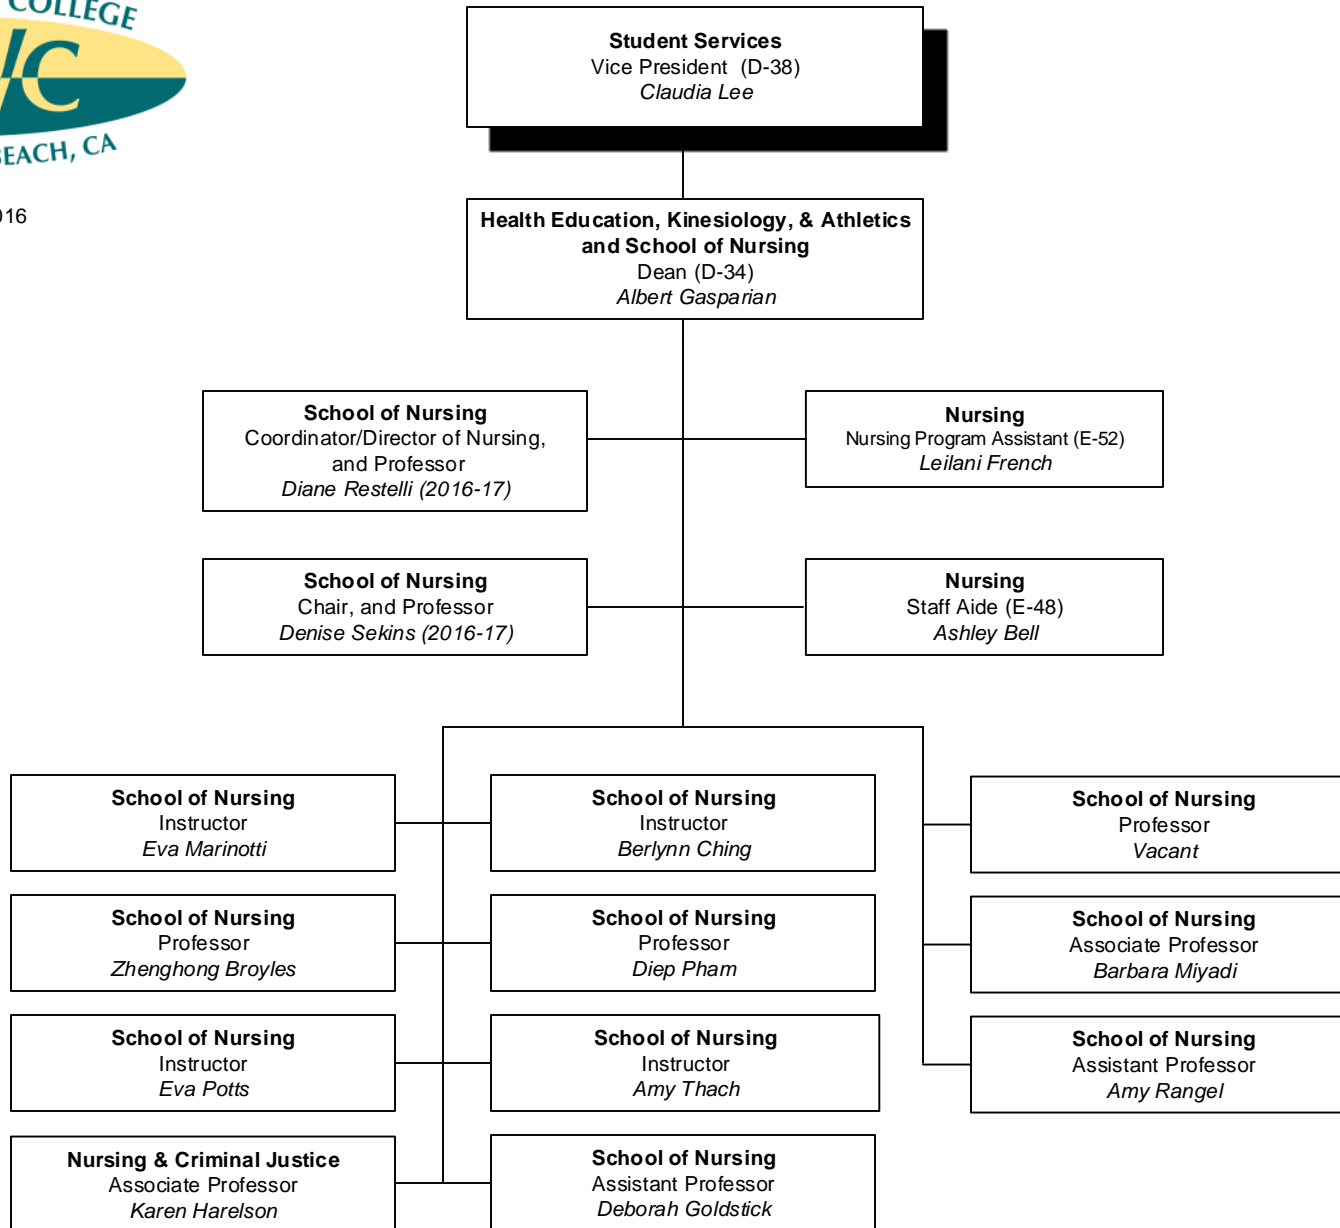 COLLEGE
BEACH, CA
Student Services
Vice President (D-38)
Claudia Lee
Health Education, Kinesiology, & Athletics
and School of Nursing
Dean (D-34)
Albert Gasparian
School of Nursing
Coordinator/Director of Nursing,
and Professor
Diane Restelli (2016-17)
Nursing
Nursing Program Assistant (E-52)
Leilani French
School of Nursing
Chair, and Professor
Denise Sekins (2016-17)
Nursing
Staff Aide (E-48)
Ashley Bell
School of Nursing
Instructor
Eva Marinotti
School of Nursing
Instructor
Berlynn Ching
School of Nursing
Professor
Vacant
School of Nursing
Professor
Zhenghong Broyles
School of Nursing
Professor
Diep Pham
School of Nursing
Associate Professor
Barbara Miyadi
School of Nursing
Instructor
Eva Potts
School of Nursing
Instructor
Amy Thach
School of Nursing
Assistant Professor
Amy Rangel
Nursing & Criminal Justice
Associate Professor
Karen Harelson
School of Nursing
Assistant Professor
Deborah Goldstick